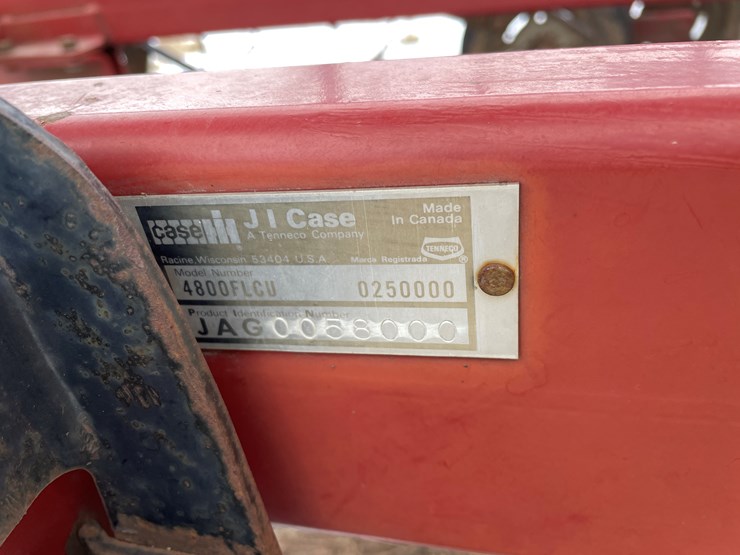 case ih
J I Case
A Tenneco Company
Made
In Canada
TENNECO
®
Racine, Wisconsin 53404 U.S.A
Marca Registrada
Model Number
4800FLCU 0250000
Product Identification Number
JAG0058000